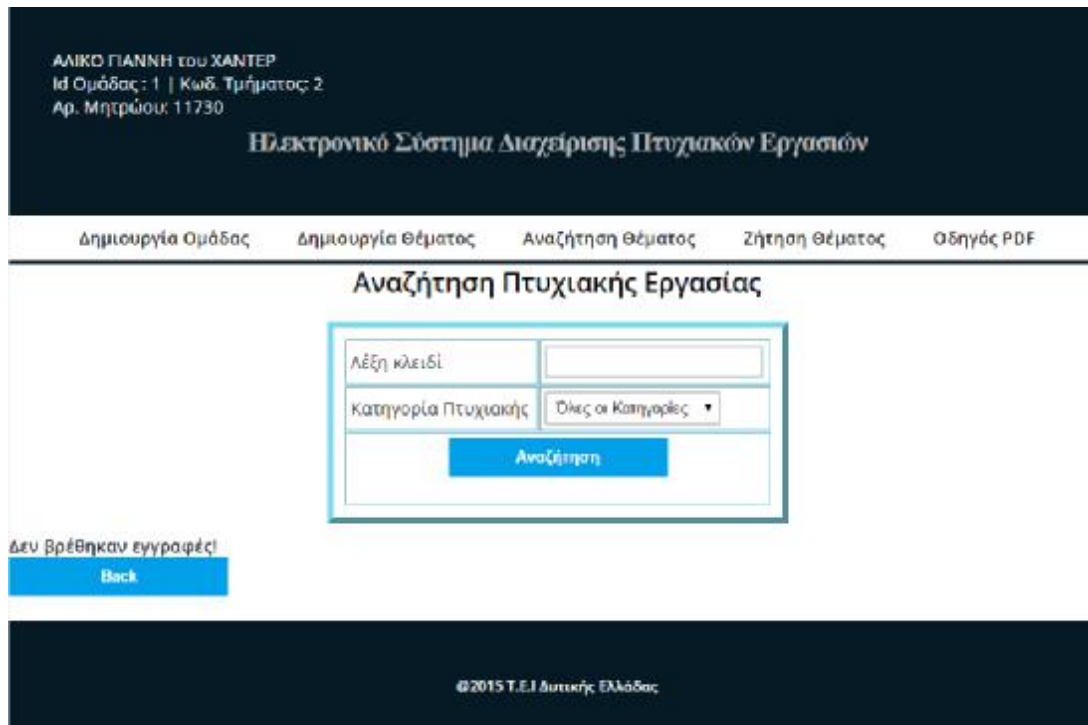 ΑΛΙΚΟ ΓΙΑΝΝΗ του ΧΑΝΤΕΡ
Id Ομάδας : 1 | Κωδ. Τμήματος: 2
Αρ. Μητρώου: 11730
Ηλεκτρονικό Σύστημα Διαχείρισης Πτυχιακών Εργασιών
Δημιουργία Ομάδας Δημιουργία Θέματος Αναζήτηση Θέματος Ζήτηση Θέματος Οδηγός PDF
Αναζήτηση Πτυχιακής Εργασίας
Λέξη κλειδί
Κατηγορία Πτυχιακής Όλες οι Κατηγορίες
Αναζήτηση
Δεν βρέθηκαν εγγραφές!
Back
©2015 Τ.Ε.Ι Δυτικής Ελλάδας